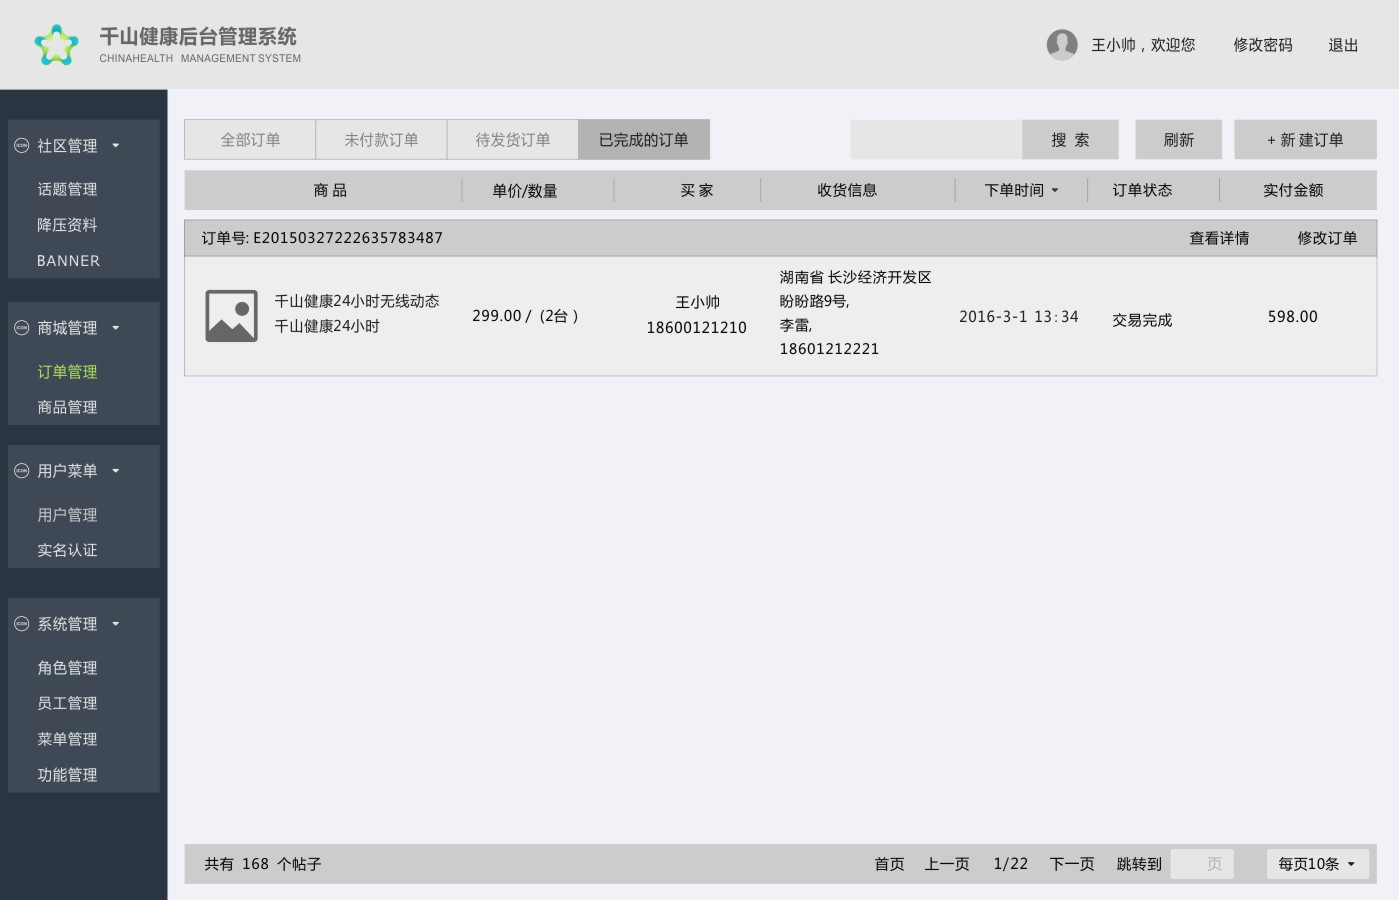 千山健康后台管理系统
CHINAHEALTH MANAGEMENT SYSTEM
王小帅，欢迎您 修改密码 退出
社区管理
话题管理
降压资料
BANNER
商城管理
订单管理
商品管理
用户菜单
用户管理
实名认证
系统管理
角色管理
员工管理
菜单管理
功能管理
全部订单 未付款订单 待发货订单 已完成的订单 搜 索 刷新 + 新 建订单
商 品 单价/数量 买 家 收货信息 下单时间 订单状态 实付金额
订单号: E20150327222635783487 查看详情 修改订单
千山健康24小时无线动态
千山健康24小时
299.00 /（2台 ）
王小帅
18600121210
湖南省 长沙经济开发区
盼盼路9号,
李雷,
18601212221
2016-3-1 13:34
交易完成
598.00
共有 168 个帖子 首页 上一页 1/22 下一页 跳转到 页 每页10条